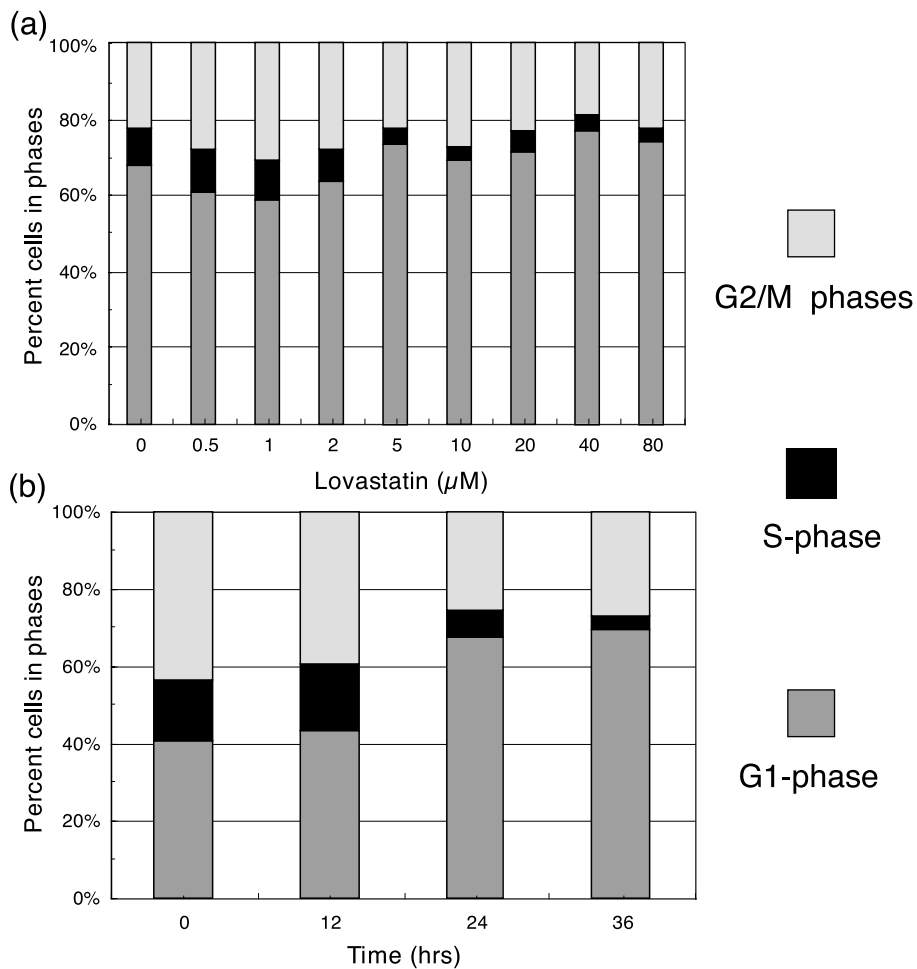 (a)
Percent cells in phases
100%
80%
60%
40%
20%
0%
0 0.5 1 2 5 10 20 40 80
Lovastatin (µM)
(b)
Percent cells in phases
100%
80%
60%
40%
20%
0%
0 12 24 36
Time (hrs)
G2/M phases
S-phase
G1-phase